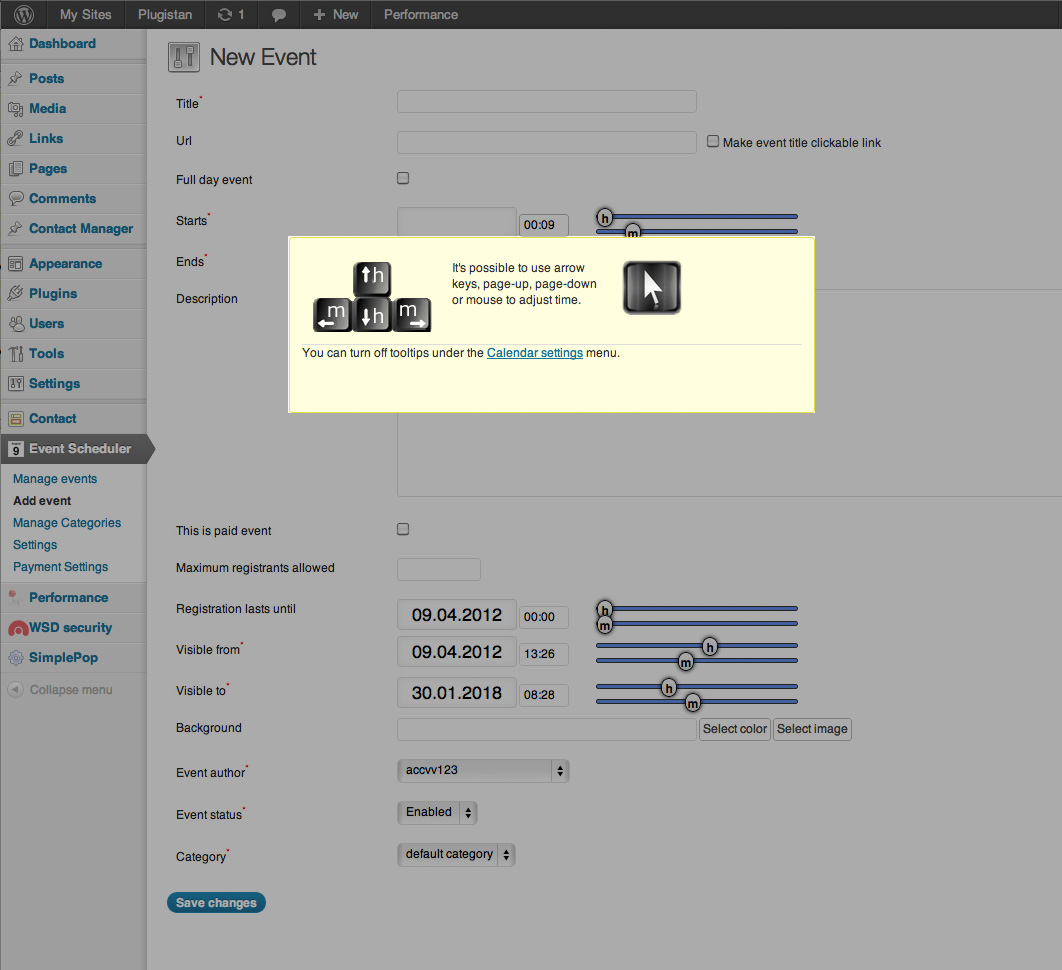 My Sites Plugistan 1 New Performance
Dashboard
Posts
Media
Links
Pages
Comments
Contact Manager
Appearance
Plugins
Users
Tools
Settings
Contact
9 Event Scheduler
Manage events
Add event
Manage Categories
Settings
Payment Settings
Performance
WSD security
SimplePop
Collapse menu
New Event
Title*
Url Make event title clickable link
Full day event
Starts* 00:09 h
m
Ends*
Description
h
m h m
It's possible to use arrow
keys, page-up, page-down
or mouse to adjust time.
You can turn off tooltips under the Calendar settings menu.
This is paid event
Maximum registrants allowed
Registration lasts until 09.04.2012 00:00 h
m
Visible from* 09.04.2012 13:26 h
m
Visible to* 30.01.2018 08:28 h
m
Background Select color Select image
Event author* accvv123
Event status* Enabled
Category* default category
Save changes